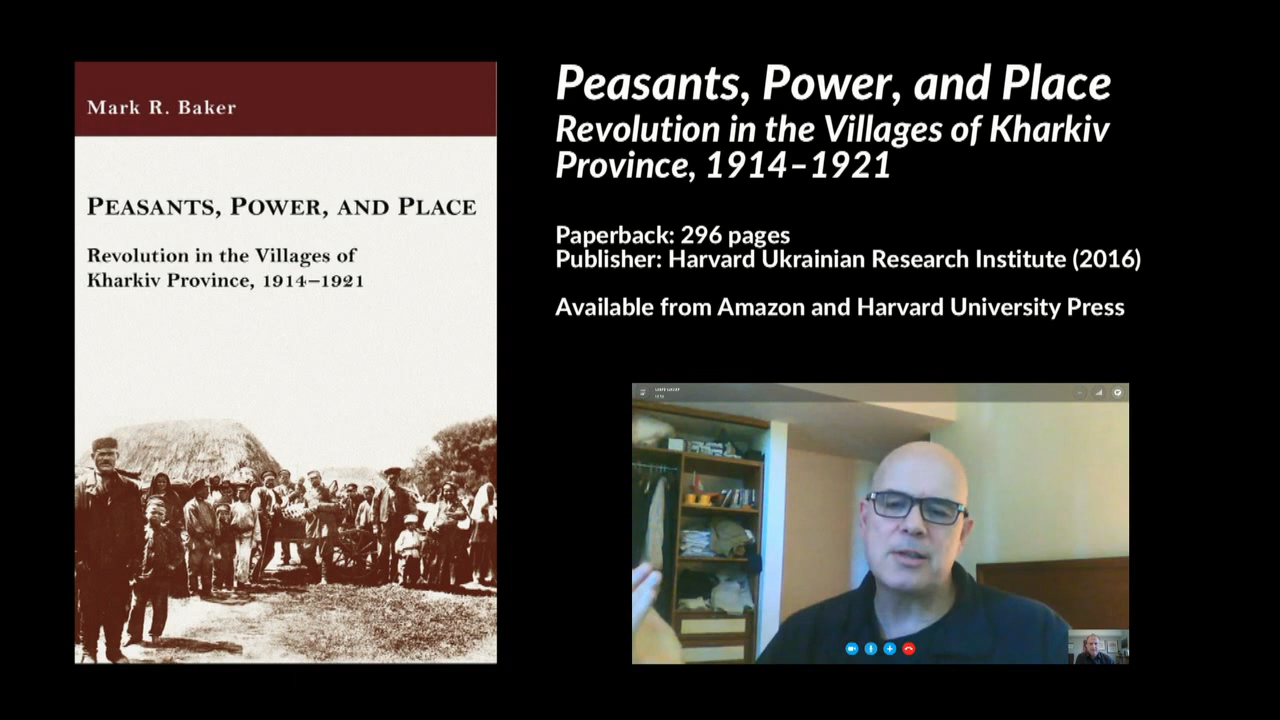 Mark R. Baker
Peasants, Power, and Place
Revolution in the Villages of
Kharkiv Province, 1914–1921
Peasants, Power, and Place
Revolution in the Villages of Kharkiv
Province, 1914–1921
Paperback: 296 pages
Publisher: Harvard Ukrainian Research Institute (2016)
Available from Amazon and Harvard University Press